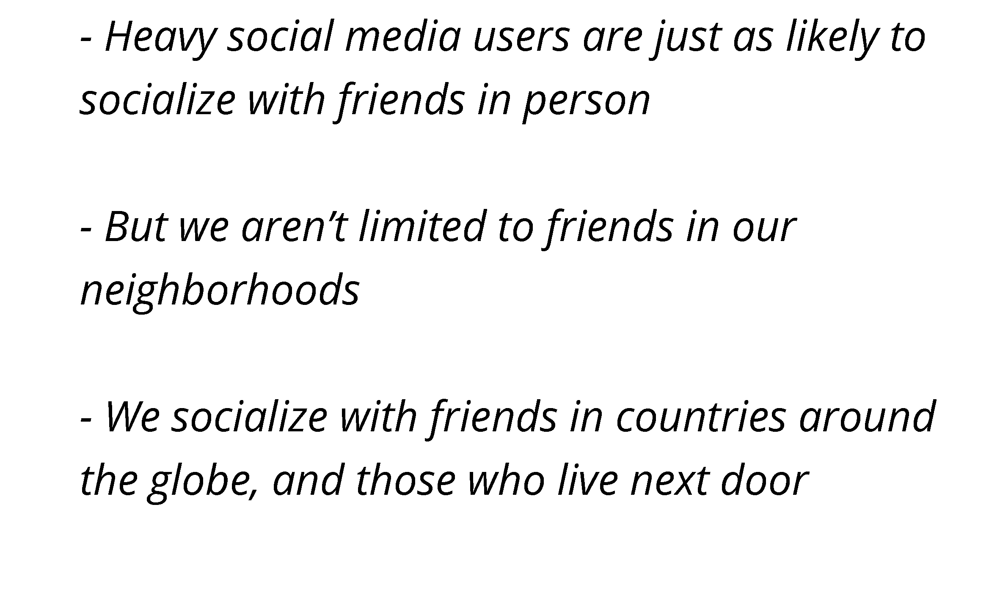 - Heavy social media users are just as likely to
socialize with friends in person
- But we aren’t limited to friends in our
neighborhoods
- We socialize with friends in countries around
the globe, and those who live next door